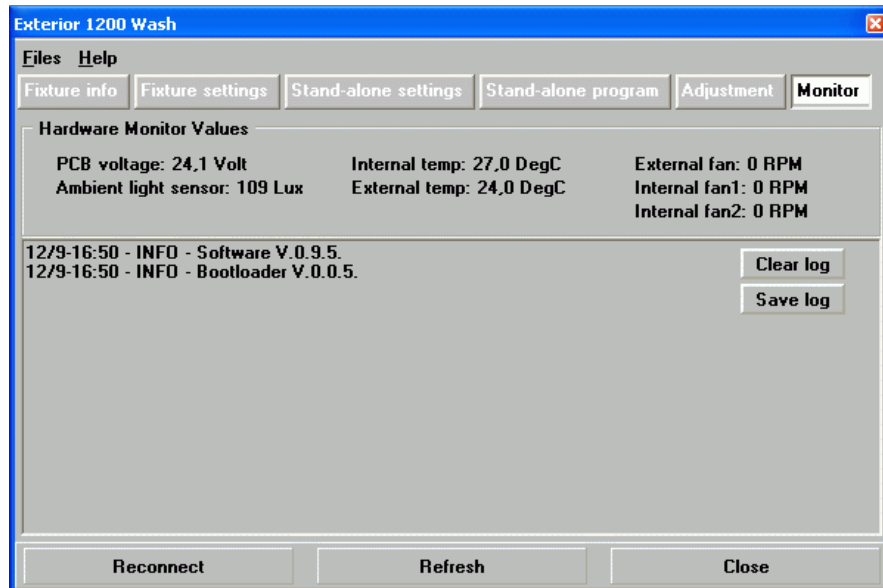 Exterior 1200 Wash
Files Help
Fixture info Fixture settings Stand-alone settings Stand-alone program Adjustment Monitor
Hardware Monitor Values
PCB voltage: 24,1 Volt Internal temp: 27,0 DegC External fan: 0 RPM
Ambient light sensor: 109 Lux External temp: 24,0 DegC Internal fan1: 0 RPM
Internal fan2: 0 RPM
12/9-16:50 - INFO - Software V.0.9.5.
12/9-16:50 - INFO - Bootloader V.0.0.5.
Clear log
Save log
Reconnect Refresh Close